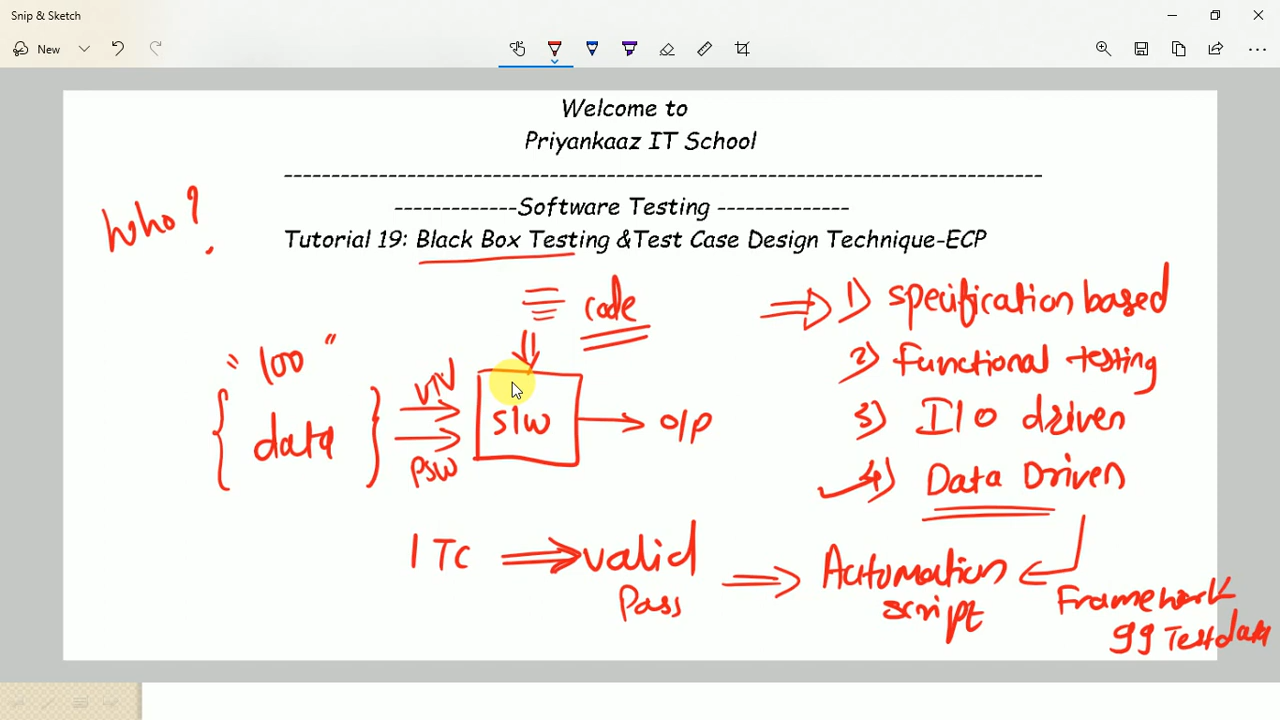 Snip & Sketch
New
Welcome to
Priyankaaz IT School
--------------------------------------------------------------------------------
-------------Software Testing --------------
Tutorial 19: Black Box Testing &Test Case Design Technique-ECP
Who?
code
1) specification based
"100"
2) Functional testing
data
UN
S/W
O/P
3) I/O driven
PSW
4) Data Driven
1 TC
valid
Pass
Automation
script
Framework
99 Testdata